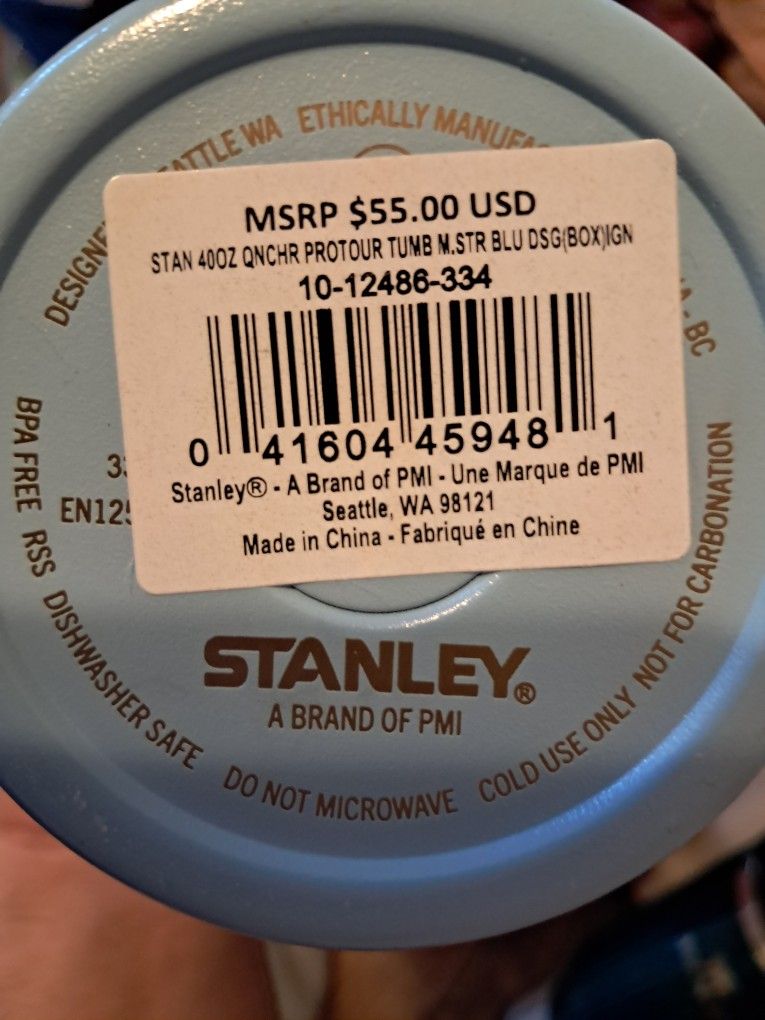 ATTLE WA ETHICALLY MANUFA
DESIGNE
MSRP $55.00 USD
STAN 40OZ QNCHR PROTOUR TUMB M.STR BLU DSG(BOX)IGN
10-12486-334
0 41604 45948 1
Stanley® - A Brand of PMI - Une Marque de PMI
Seattle, WA 98121
Made in China - Fabriqué en Chine
- BC
EN125
BPA FREE RSS DISHWASHER SAFE DO NOT MICROWAVE COLD USE ONLY NOT FOR CARBONATION
STANLEY®
A BRAND OF PMI